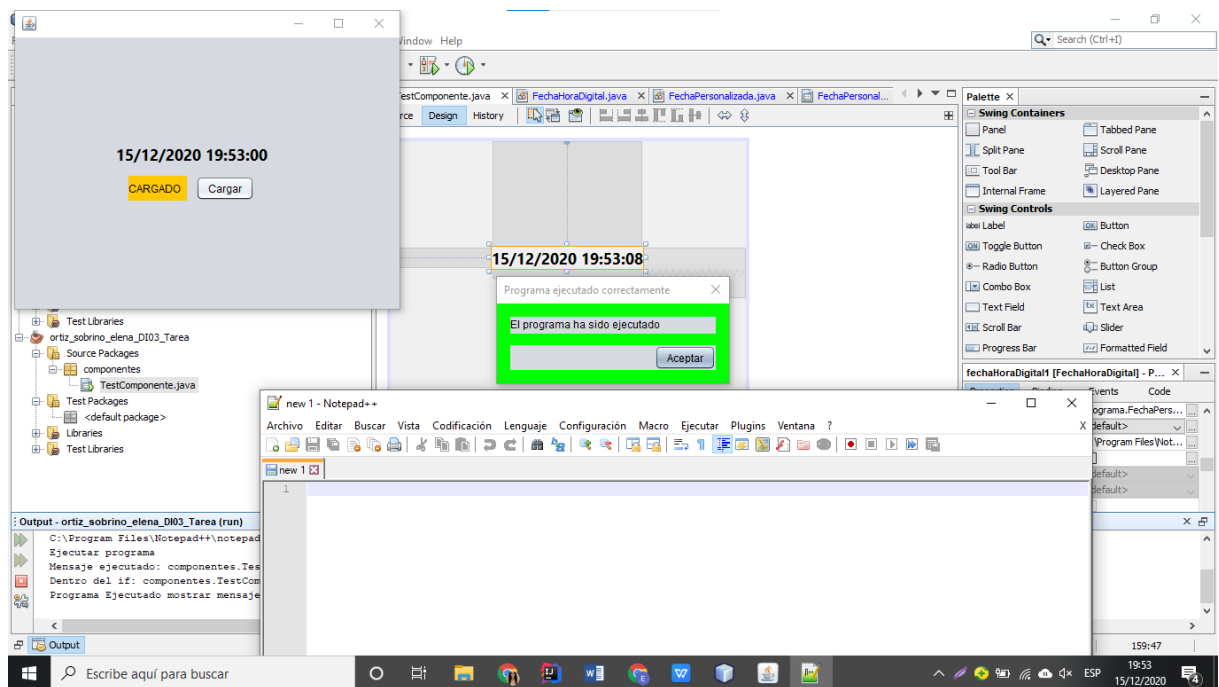 Window Help
Search (Ctrl+I)
TestComponente.java
FechaHoraDigital.java
FechaPersonalizada.java
FechaPersonal...
Design
History
15/12/2020 19:53:00
CARGADO
Cargar
15/12/2020 19:53:08
Programa ejecutado correctamente
El programa ha sido ejecutado
Aceptar
Palette
Swing Containers
Panel
Tabbed Pane
Split Pane
Scroll Pane
Tool Bar
Desktop Pane
Internal Frame
Layered Pane
Swing Controls
label Label
OK Button
ON Toggle Button
Check Box
Radio Button
Button Group
Combo Box
List
Text Field
Text Area
Scroll Bar
Slider
Progress Bar
Formatted Field
fechaHoraDigital1 [FechaHoraDigital] - P...
Events
Code
ograma.FechaPers...
default>
\Program Files\Not...
default>
default>
Test Libraries
ortiz_sobrino_elena_DI03_Tarea
Source Packages
componentes
TestComponente.java
Test Packages
<default package>
Libraries
Test Libraries
new 1 - Notepad++
Archivo Editar Buscar Vista Codificación Lenguaje Configuración Macro Ejecutar Plugins Ventana ?
X
new 1
1
Output - ortiz_sobrino_elena_DI03_Tarea (run)
C:\Program Files\Notepad++\notepad
Ejecutar programa
Mensaje ejecutado: componentes.Tes
Dentro del if: componentes.TestCom
Programa Ejecutado mostrar mensaje
Output
159:47
Escribe aquí para buscar
ESP
19:53
15/12/2020
4